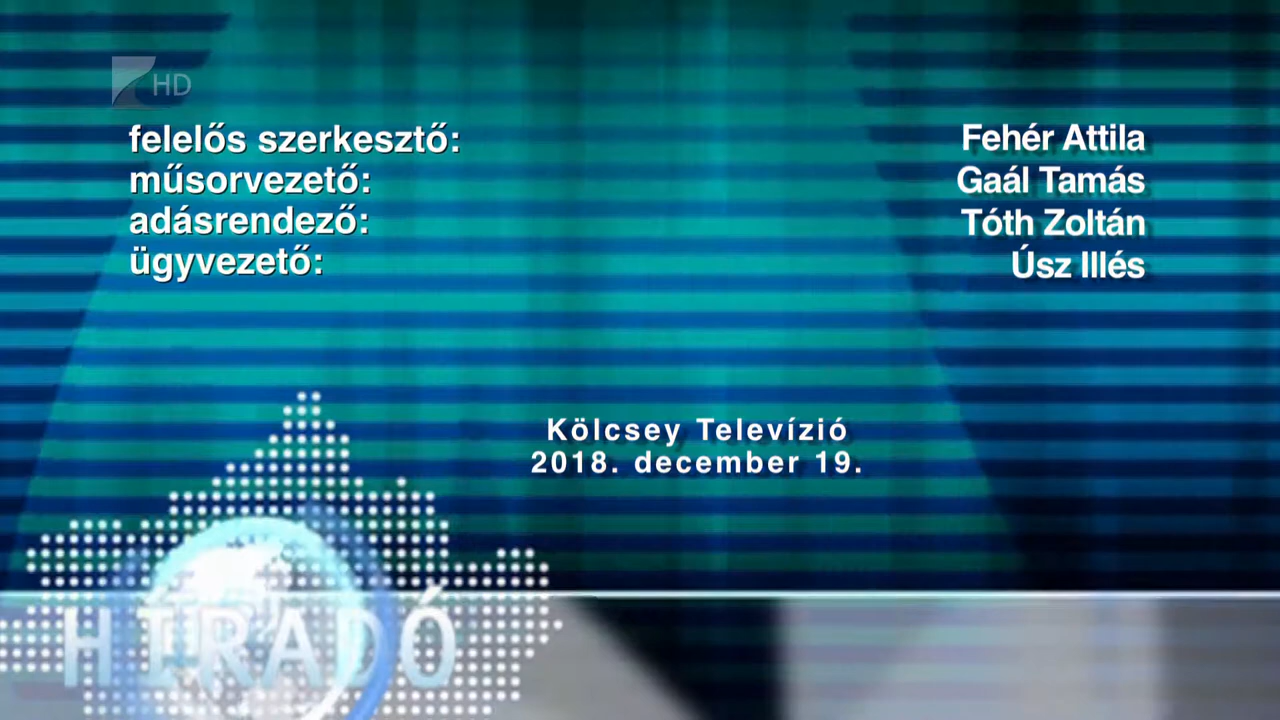 HD
felelős szerkesztő: Fehér Attila
műsorvezető: Gaál Tamás
adásrendező: Tóth Zoltán
ügyvezető: Úsz Illés
Kölcsey Televízió
2018. december 19.
HIRADÓ